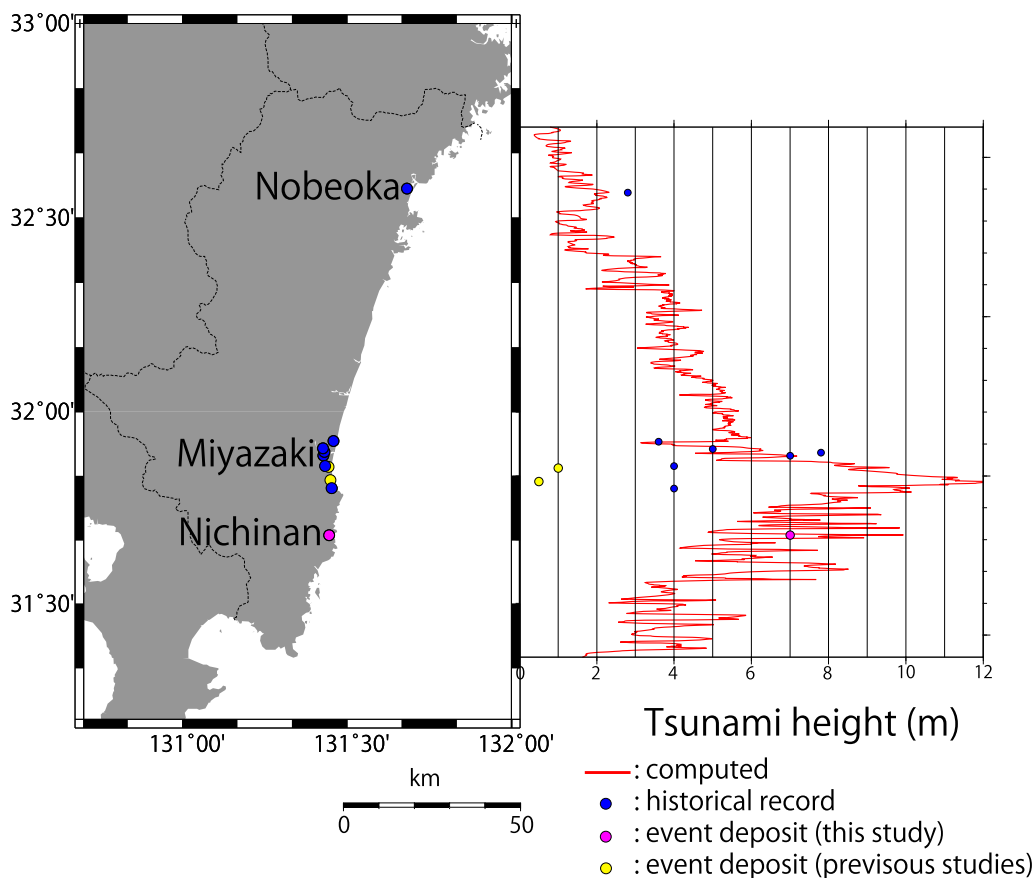 33˚00'
32˚30'
32˚00'
31˚30'
Nobeoka
Miyazaki
Nichinan
131˚00'
131˚30'
132˚00'
km
0
50
0
2
4
6
8
10
12
Tsunami height (m)
: computed
: historical record
: event deposit (this study)
: event deposit (previsous studies)